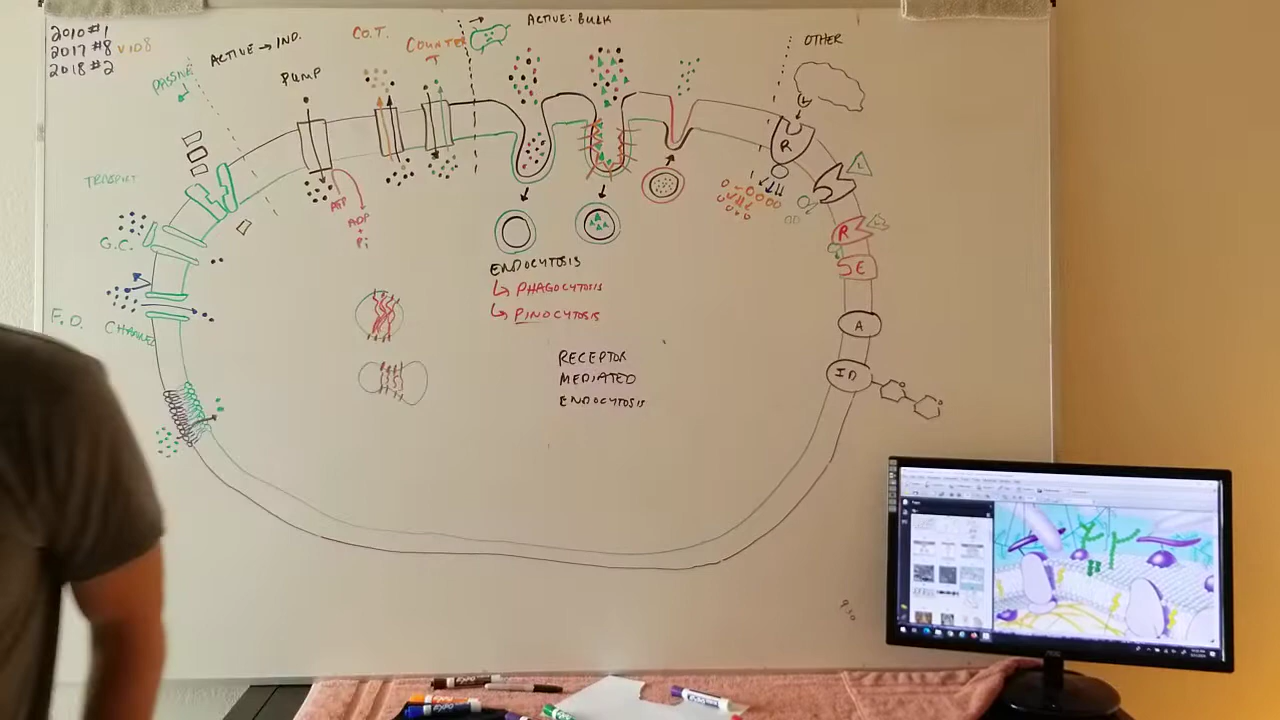 2010 #1
2017 #8 V108
2018 #2
PASSIVE
ACTIVE → IND.
PUMP
CO.T.
COUNTER
T
ACTIVE: BULK
OTHER
L
R
L
R
SE
A
ID
G.C.
F.D.
CHANNEL
ATP
ADP
+
Pi
ENDOCYTOSIS
↳ PHAGOCYTOSIS
↳ PINOCYTOSIS
RECEPTOR
MEDIATED
ENDOCYTOSIS